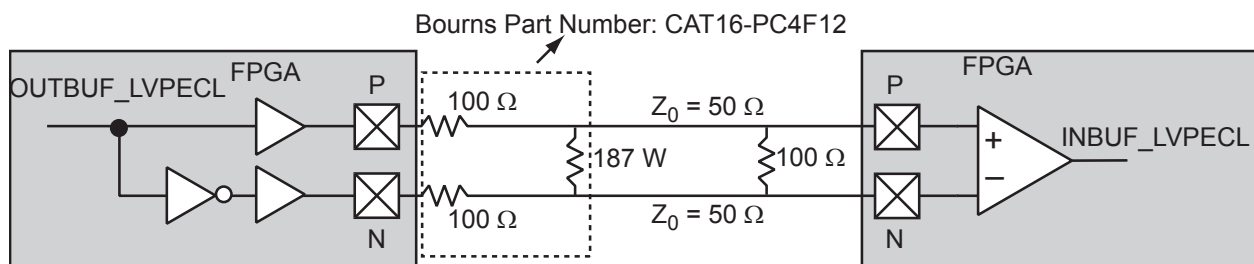 Bourns Part Number: CAT16-PC4F12
OUTBUF_LVPECL
FPGA
P
100 Ω
Z0 = 50 Ω
187 W
100 Ω
N
100 Ω
Z0 = 50 Ω
FPGA
P
+
−
INBUF_LVPECL
N